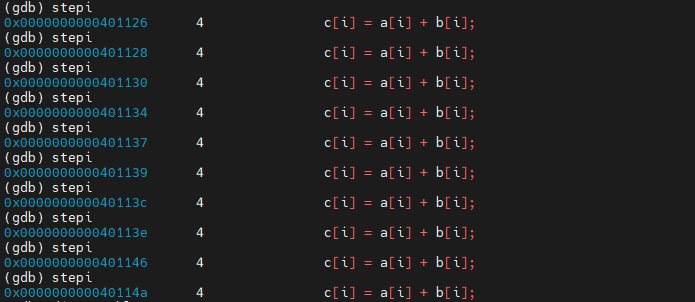 (gdb) stepi
0x0000000000401126      4               c[i] = a[i] + b[i];
(gdb) stepi
0x0000000000401128      4               c[i] = a[i] + b[i];
(gdb) stepi
0x0000000000401130      4               c[i] = a[i] + b[i];
(gdb) stepi
0x0000000000401134      4               c[i] = a[i] + b[i];
(gdb) stepi
0x0000000000401137      4               c[i] = a[i] + b[i];
(gdb) stepi
0x0000000000401139      4               c[i] = a[i] + b[i];
(gdb) stepi
0x000000000040113c      4               c[i] = a[i] + b[i];
(gdb) stepi
0x000000000040113e      4               c[i] = a[i] + b[i];
(gdb) stepi
0x0000000000401146      4               c[i] = a[i] + b[i];
(gdb) stepi
0x000000000040114a      4               c[i] = a[i] + b[i];